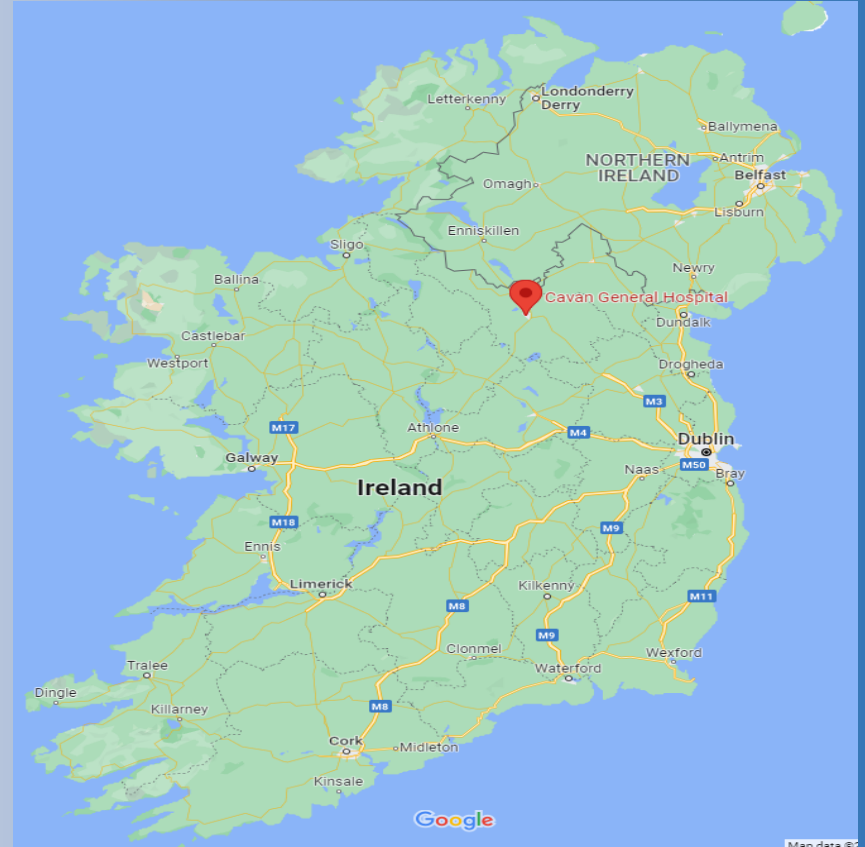 Londonderry
Derry
Letterkenny
Ballymena
NORTHERN
IRELAND
Antrim
Belfast
Omagh
Lisburn
Enniskillen
Sligo
Newry
Ballina
Cavan General Hospital
Dundalk
Castlebar
Westport
Drogheda
M3
M17
Athlone
M4
Dublin
Galway
M50
Naas
Bray
Ireland
M18
M9
Ennis
Limerick
Kilkenny
M11
M8
M9
Clonmel
Wexford
Tralee
Waterford
Dingle
Killarney
M8
Cork
Midleton
Kinsale
Google
Map data ©